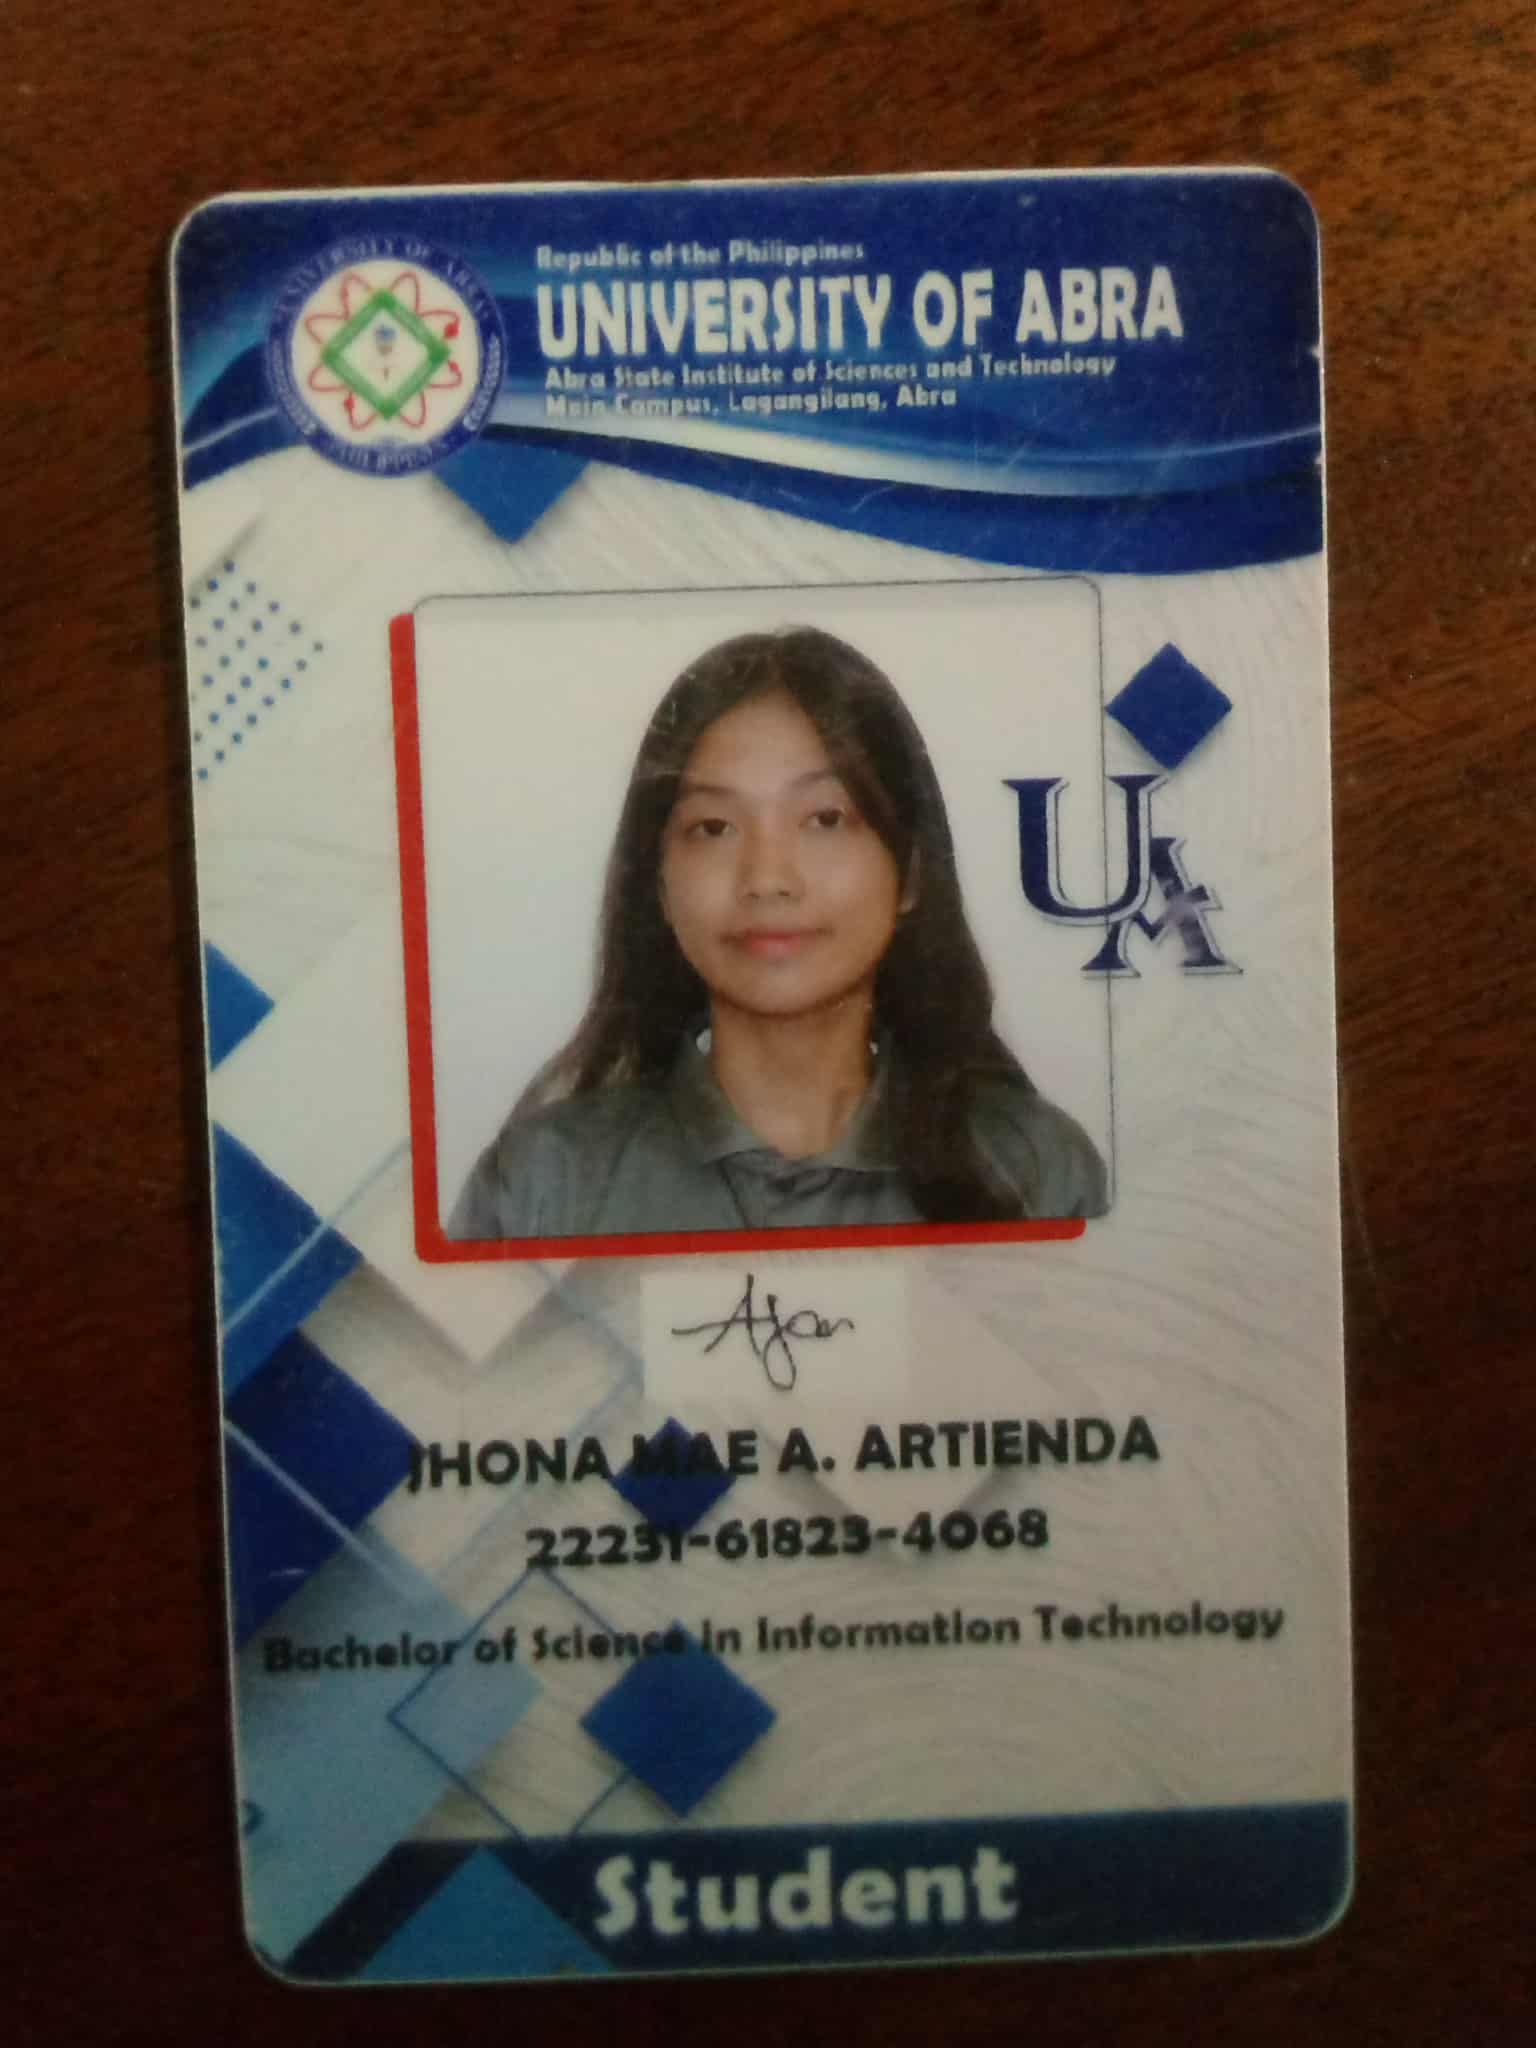 UNIVERSITY OF ABRA
PHILIPPINES
Republic of the Philippines
UNIVERSITY OF ABRA
Abra State Institute of Sciences and Technology
Main Campus, Lagangilang, Abra
UA
JHONA MAE A. ARTIENDA
22231-61823-4068
Bachelor of Science in Information Technology
Student